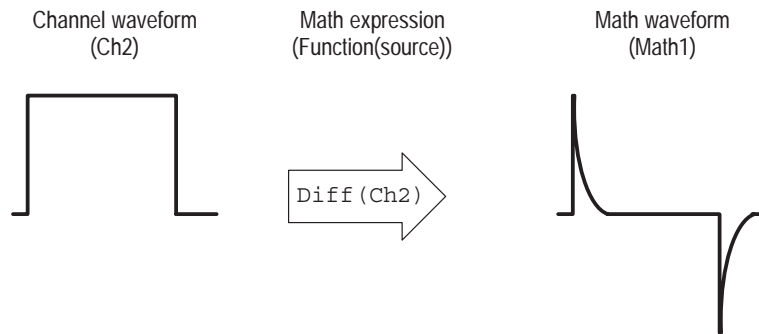 Channel waveform
(Ch2)
Math expression
(Function(source))
Math waveform
(Math1)
Diff(Ch2)